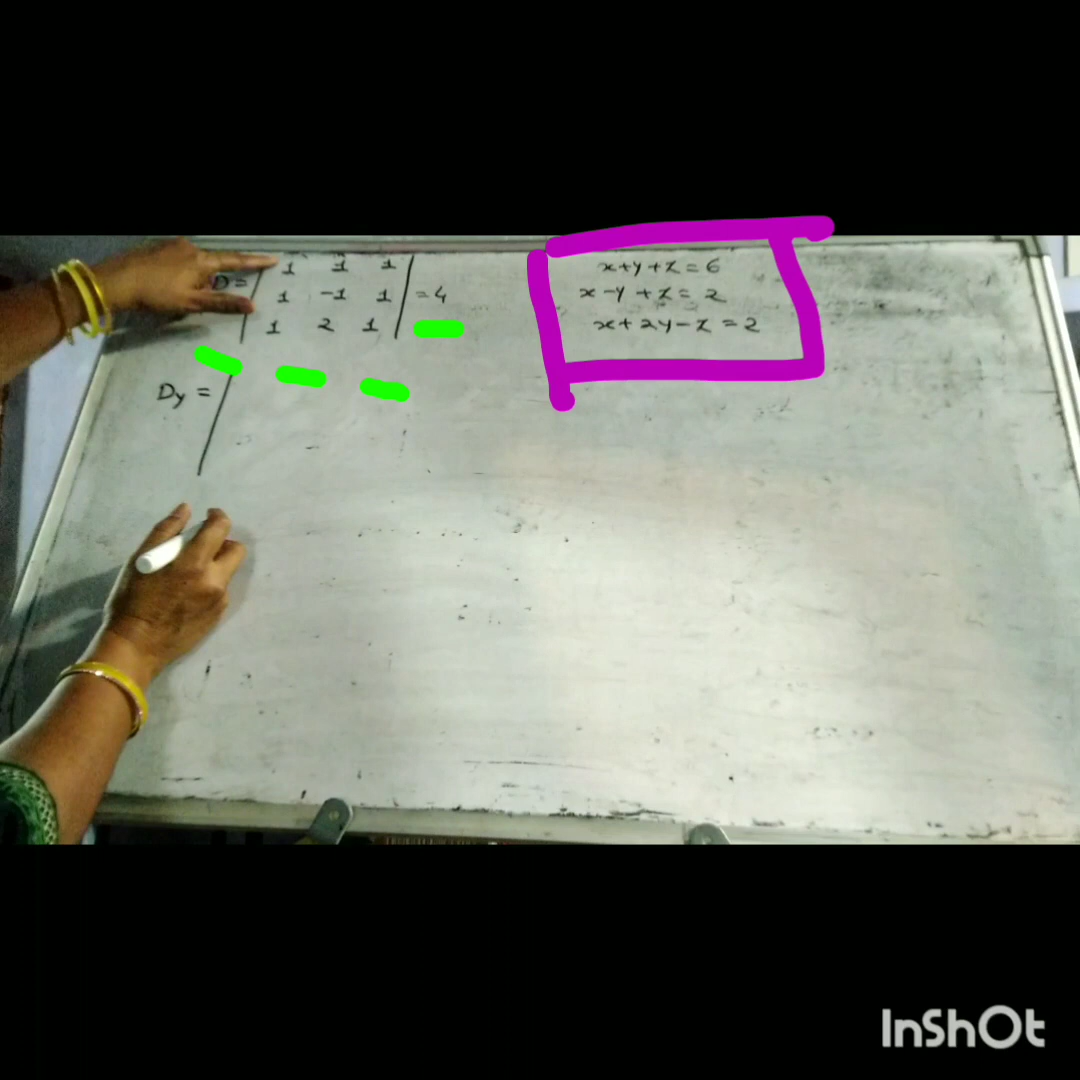 D= | 1 1 1 |
| 1 -1 1 | = 4
| 1 2 1 |
x+y+z=6
x-y+z=2
x+2y-z=2
Dy = |
InShOt